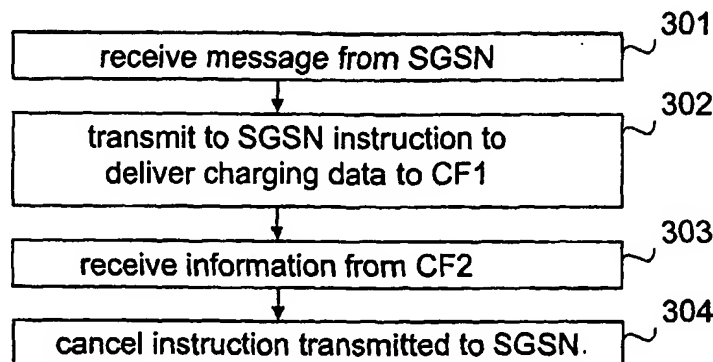 301
receive message from SGSN
302
transmit to SGSN instruction to
deliver charging data to CF1
303
receive information from CF2
304
cancel instruction transmitted to SGSN.